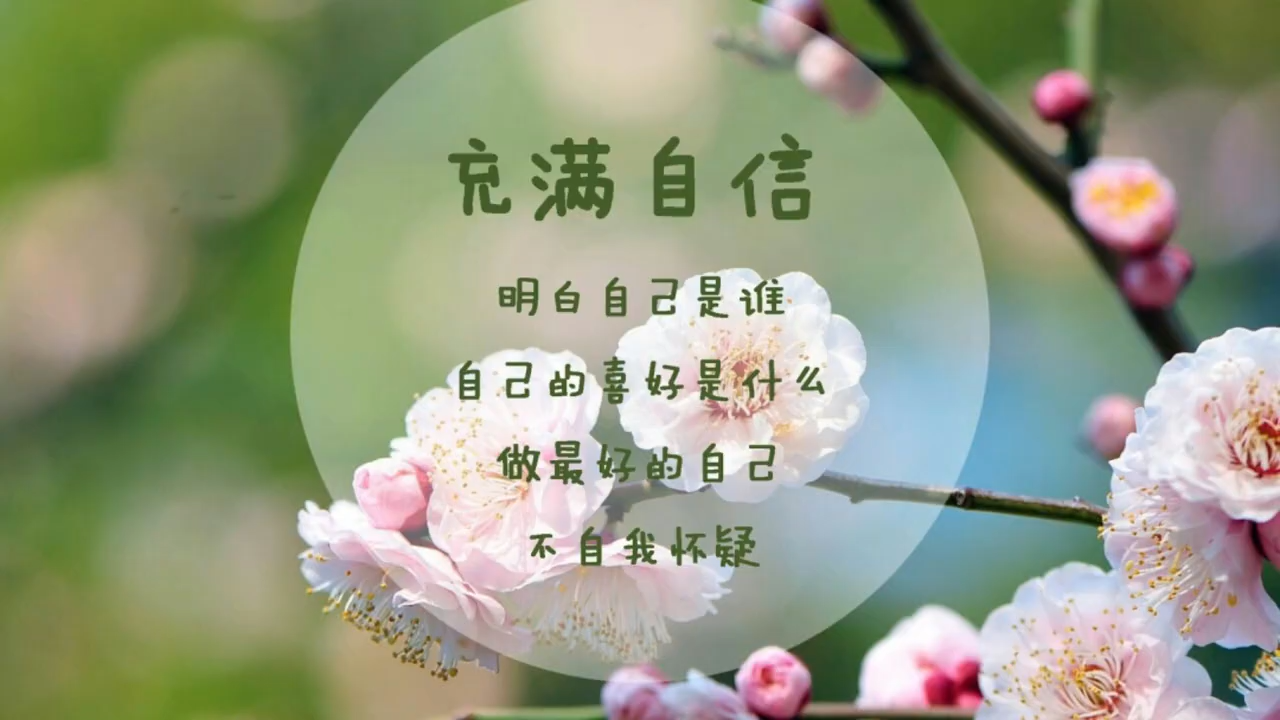 充满自信
明白自己是谁
自己的喜好是什么
做最好的自己
不自我怀疑